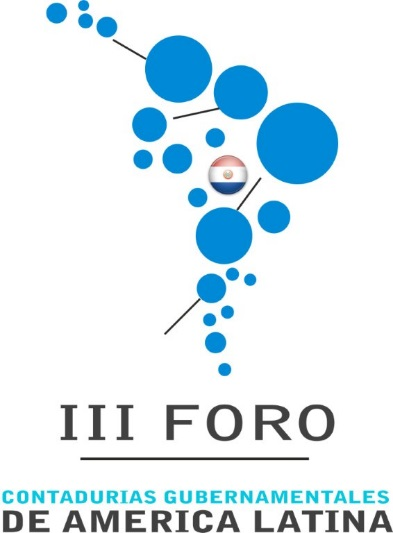 III FORO
CONTADURIAS GUBERNAMENTALES
DE AMERICA LATINA